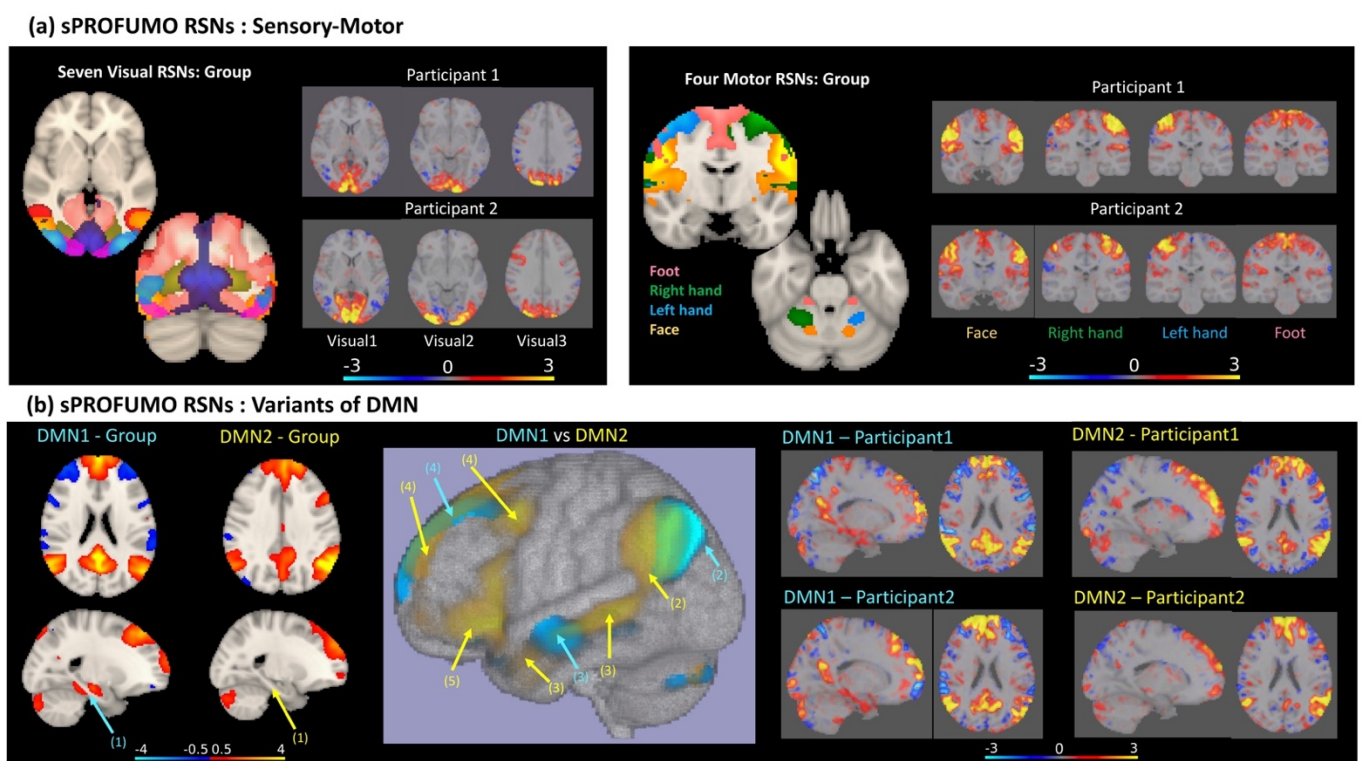 (a) sPROFUMO RSNs : Sensory-Motor
Seven Visual RSNs: Group
Participant 1
Participant 2
Visual1 Visual2 Visual3
-3 0 3
Four Motor RSNs: Group
Foot
Right hand
Left hand
Face
Participant 1
Participant 2
Face Right hand Left hand Foot
-3 0 3
(b) sPROFUMO RSNs : Variants of DMN
DMN1 - Group DMN2 - Group
(1) (1)
-4 -0.5 0.5 4
DMN1 vs DMN2
(4) (4)
(4)
(2)
(2)
(5) (3) (3) (3)
DMN1 – Participant1 DMN2 - Participant1
DMN1 – Participant2 DMN2 – Participant2
-3 0 3